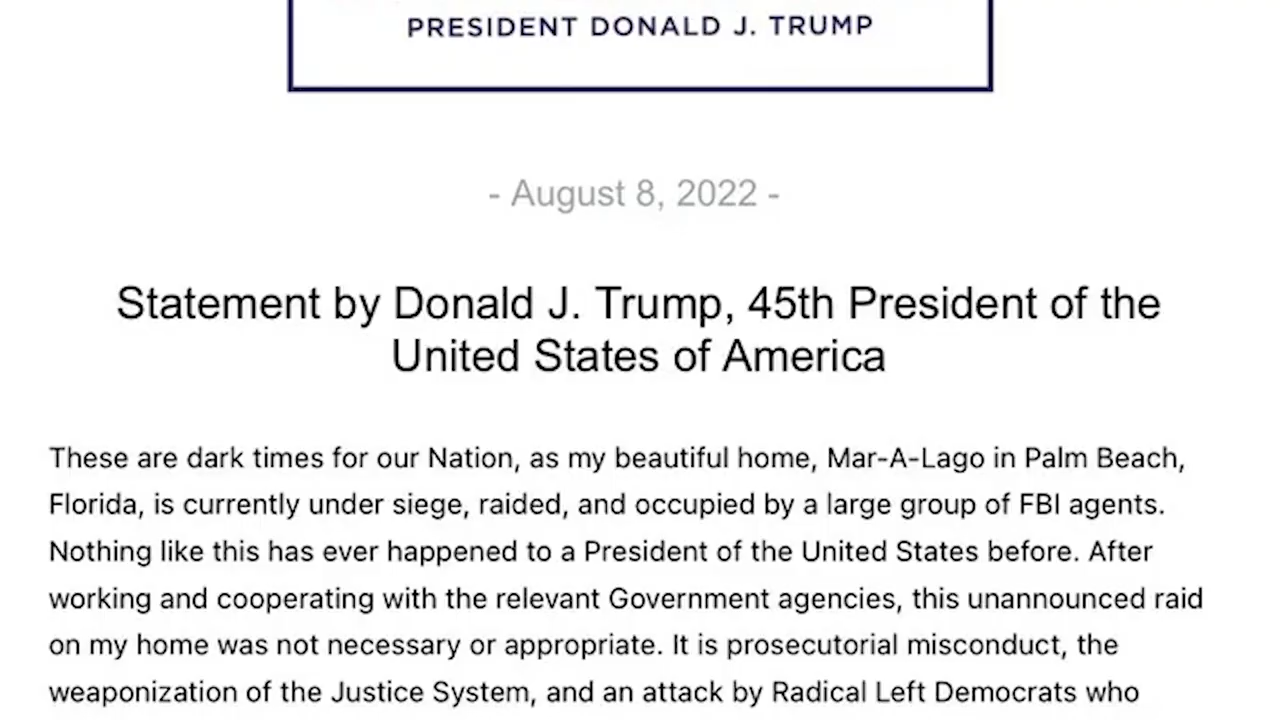 PRESIDENT DONALD J. TRUMP
- August 8, 2022 -
Statement by Donald J. Trump, 45th President of the
United States of America
These are dark times for our Nation, as my beautiful home, Mar-A-Lago in Palm Beach,
Florida, is currently under siege, raided, and occupied by a large group of FBI agents.
Nothing like this has ever happened to a President of the United States before. After
working and cooperating with the relevant Government agencies, this unannounced raid
on my home was not necessary or appropriate. It is prosecutorial misconduct, the
weaponization of the Justice System, and an attack by Radical Left Democrats who